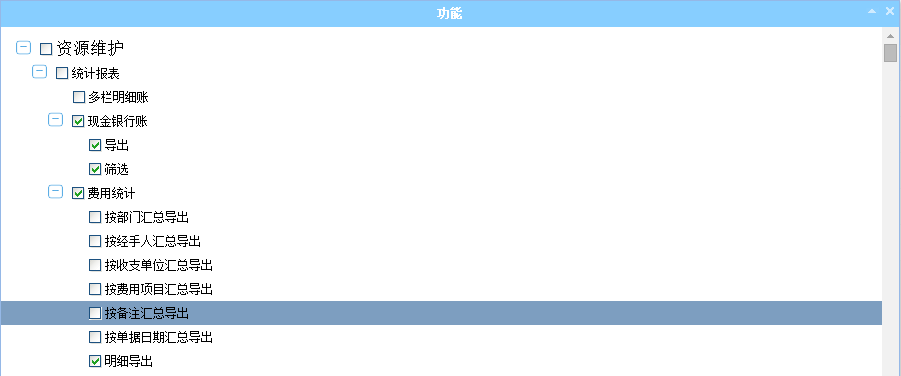 功能
资源维护
统计报表
多栏明细账
现金银行账
导出
筛选
费用统计
按部门汇总导出
按经手人汇总导出
按收支单位汇总导出
按费用项目汇总导出
按备注汇总导出
按单据日期汇总导出
明细导出